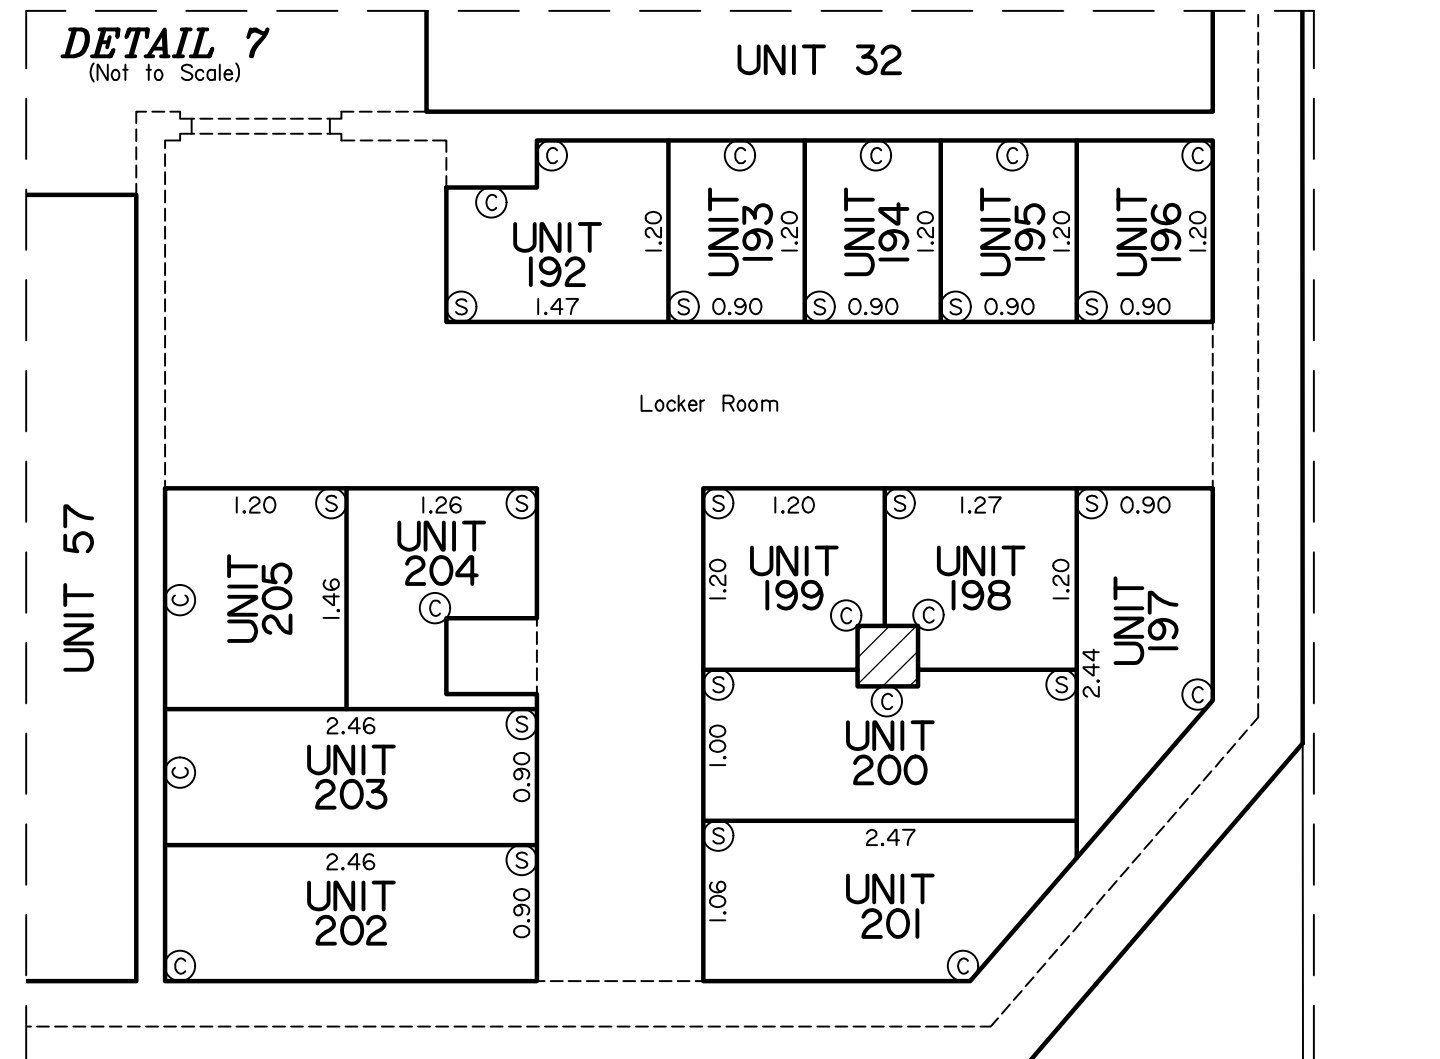 DETAIL 7
(Not to Scale)
UNIT 32
C
C
C
C
C
C
UNIT
192
1.20
UNIT
193
1.20
UNIT
194
1.20
UNIT
195
1.20
UNIT
196
1.20
S
1.47
S
0.90
S
0.90
S
0.90
S
0.90
Locker Room
UNIT 57
1.20
S
1.26
S
C
UNIT
205
1.46
UNIT
204
C
S
1.20
S
1.27
S
0.90
1.20
UNIT
199
C
C
UNIT
198
1.20
UNIT
197
2.44
C
S
C
S
1.00
UNIT
200
2.46
S
C
UNIT
203
0.90
2.46
S
UNIT
202
0.90
C
S
2.47
1.06
UNIT
201
C